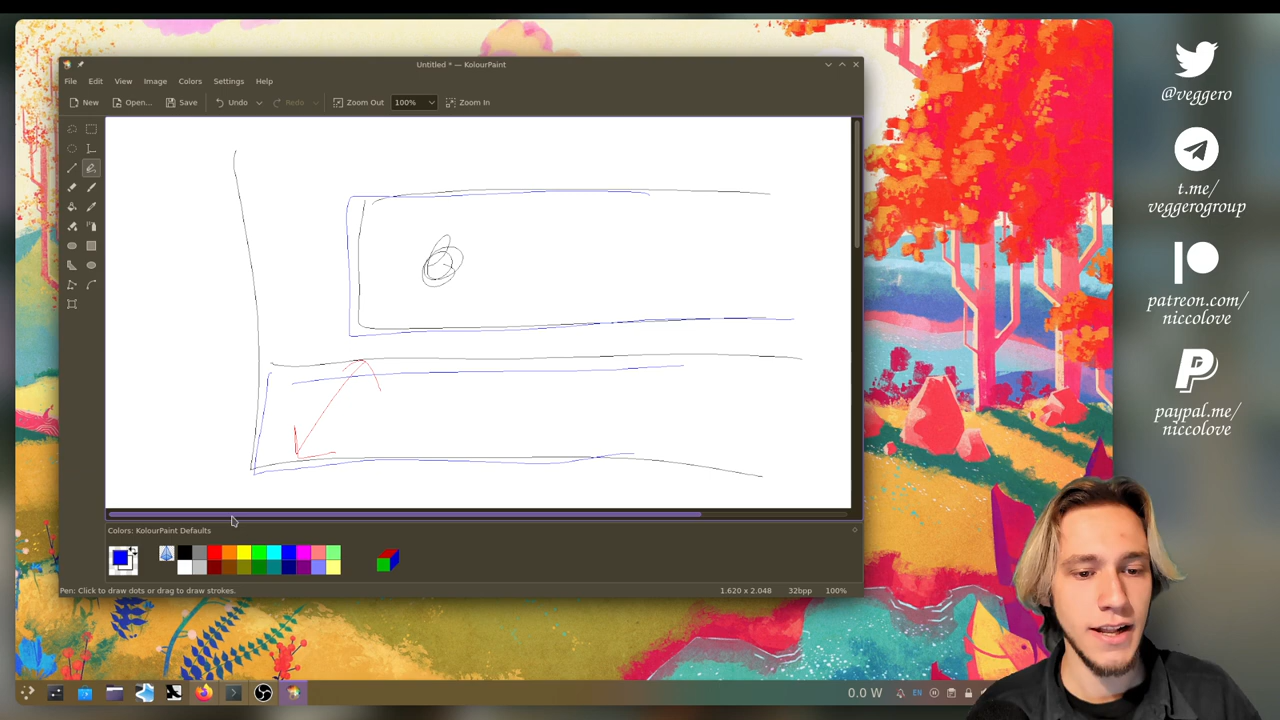 Untitled * — KolourPaint
File Edit View Image Colors Settings Help
New Open... Save Undo Redo Zoom Out 100% Zoom In
Colors: KolourPaint Defaults
Pen: Click to draw dots or drag to draw strokes. 1.620 x 2.048 32bpp 100%
0.0 W EN
@veggero
t.me/
veggerogroup
patreon.com/
niccolove
paypal.me/
niccolove